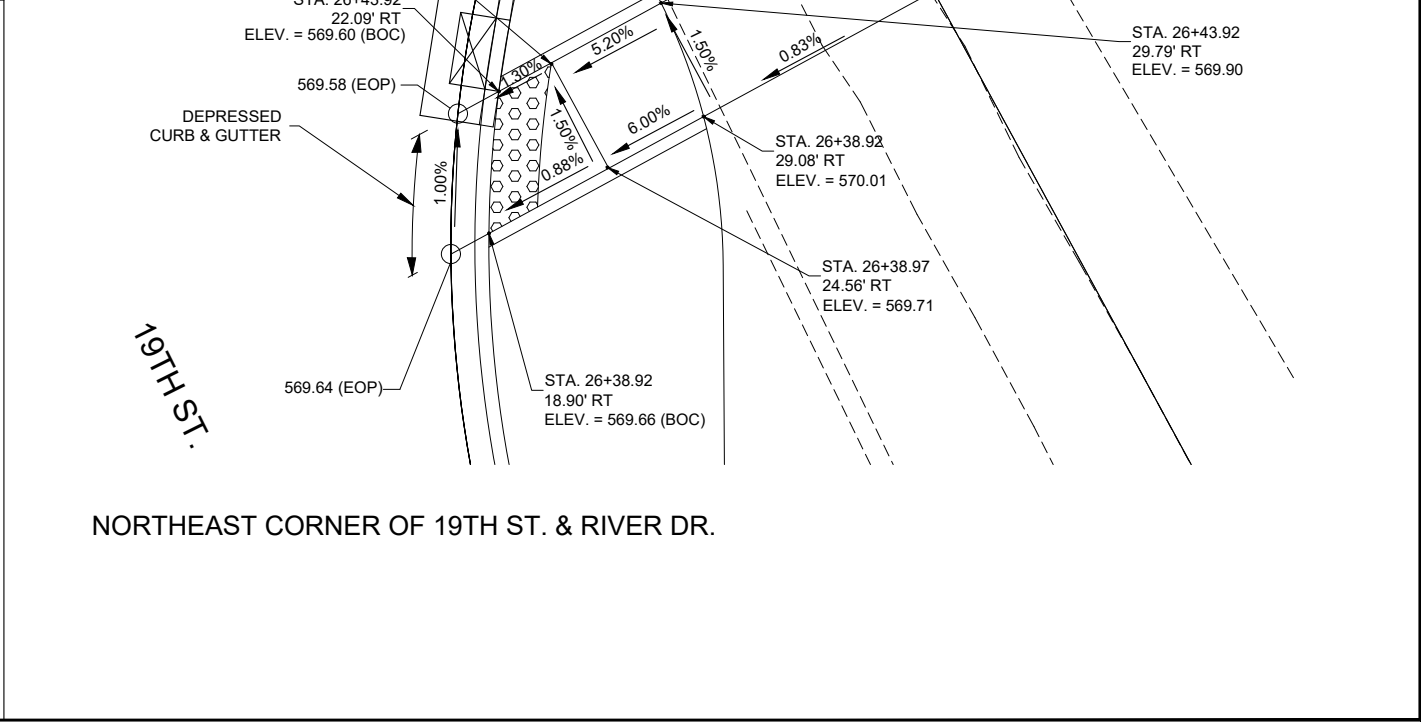 STA. 26+43.92
22.09' RT
ELEV. = 569.60 (BOC)
569.58 (EOP)
DEPRESSED
CURB & GUTTER
1.00%
1.30%
5.20%
1.50%
0.83%
STA. 26+43.92
29.79' RT
ELEV. = 569.90
1.50%
6.00%
0.88%
STA. 26+38.92
29.08' RT
ELEV. = 570.01
STA. 26+38.97
24.56' RT
ELEV. = 569.71
19TH ST.
569.64 (EOP)
STA. 26+38.92
18.90' RT
ELEV. = 569.66 (BOC)
NORTHEAST CORNER OF 19TH ST. & RIVER DR.